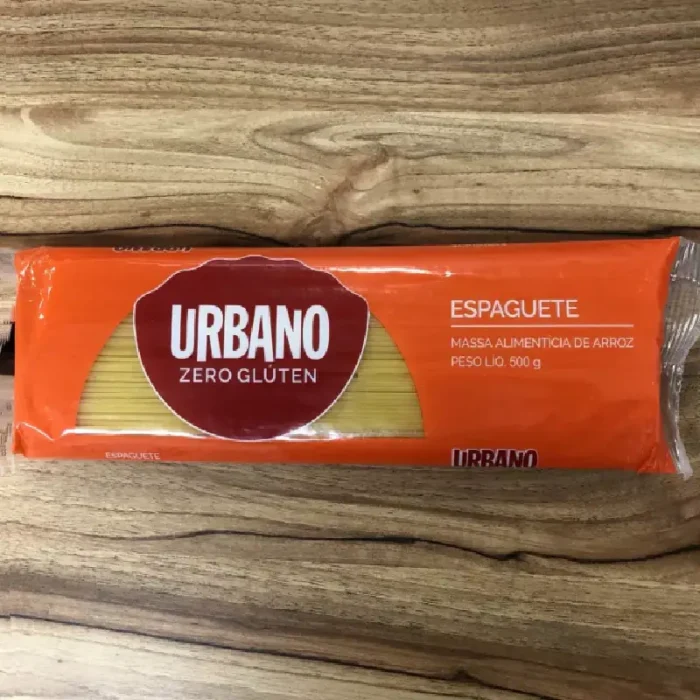 URBANO
ZERO GLÚTEN
ESPAGUETE
MASSA ALIMENTÍCIA DE ARROZ
PESO LÍQ. 500 g
ESPAGUETE
URBANO